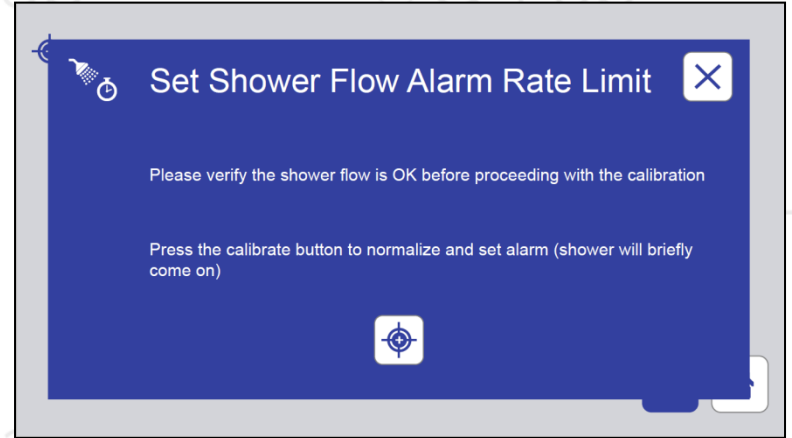 Set Shower Flow Alarm Rate Limit
Please verify the shower flow is OK before proceeding with the calibration
Press the calibrate button to normalize and set alarm (shower will briefly
come on)